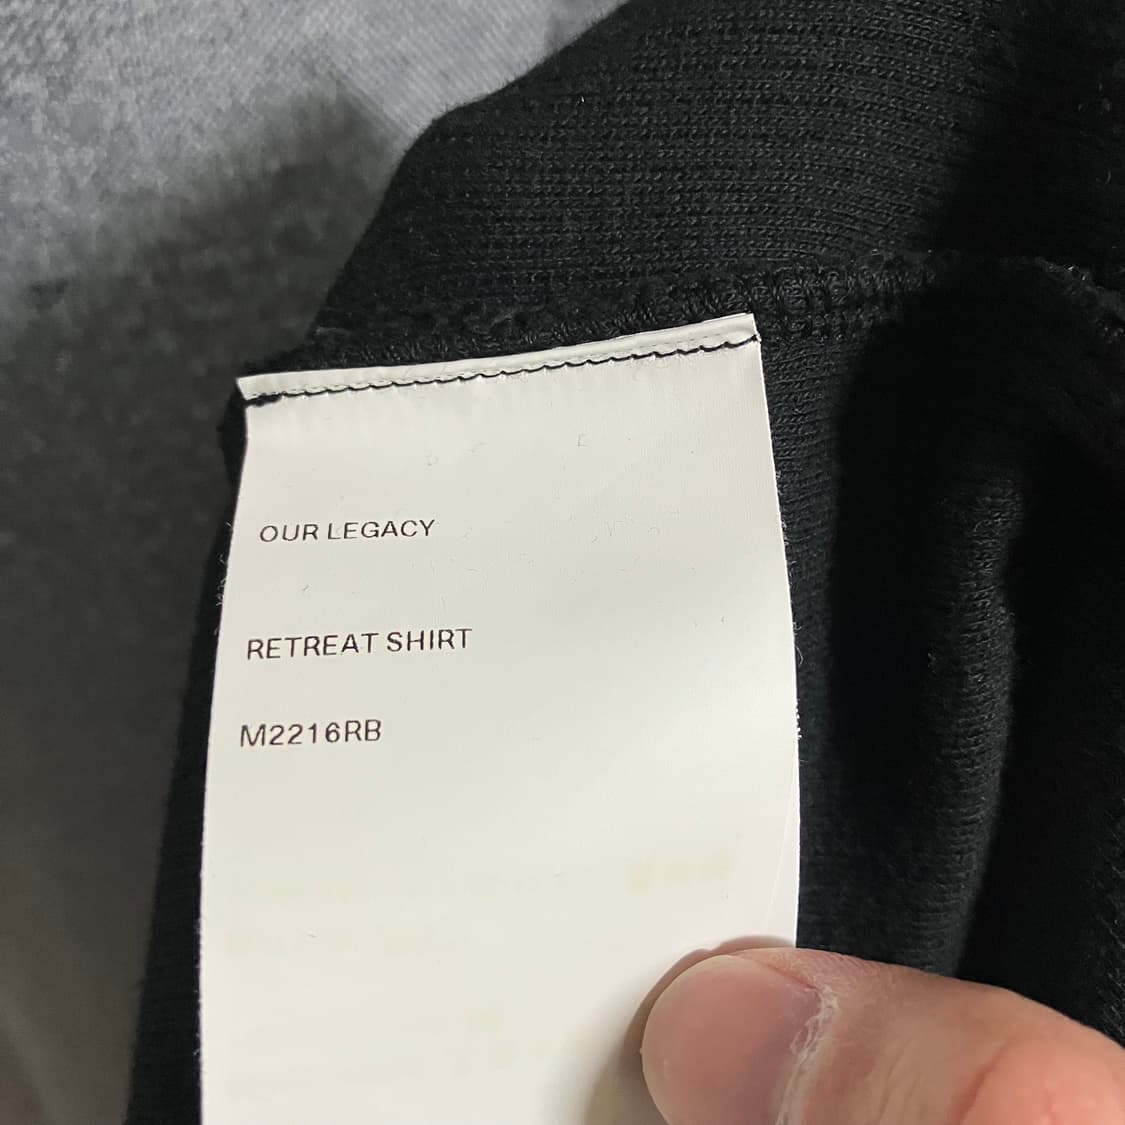 OUR LEGACY
RETREAT SHIRT
M2216RB